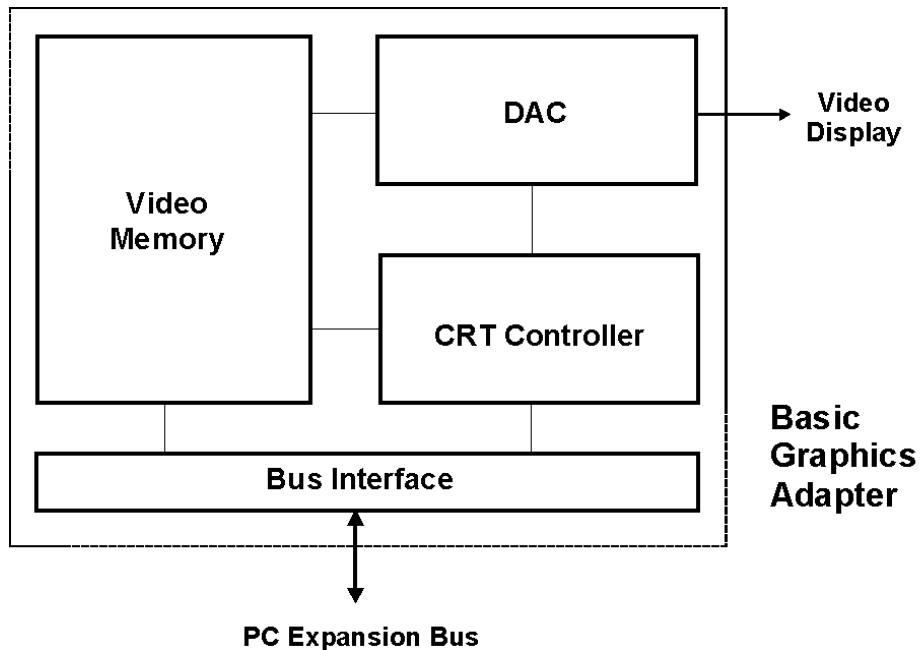 DAC
Video
Display
Video
Memory
CRT Controller
Basic
Graphics
Adapter
Bus Interface
PC Expansion Bus